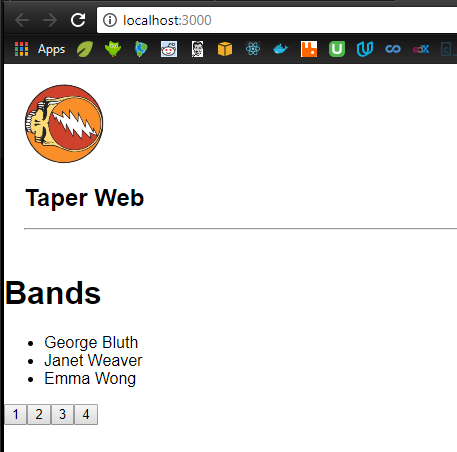 localhost:3000
Apps
Taper Web
Bands
George Bluth
Janet Weaver
Emma Wong
1 2 3 4